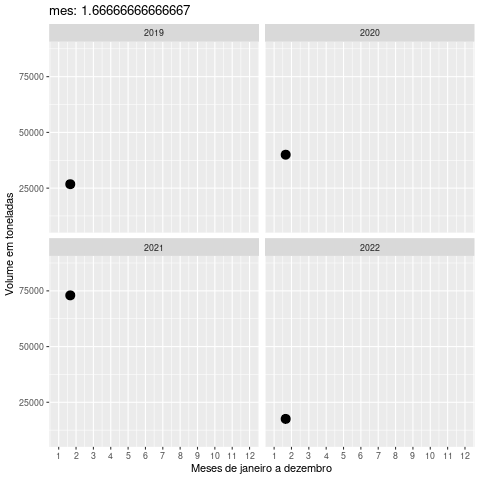 mes: 1.66666666666667
2019 2020
75000
50000
25000
Volume em toneladas
2021 2022
75000
50000
25000
1 2 3 4 5 6 7 8 9 10 11 12 1 2 3 4 5 6 7 8 9 10 11 12
Meses de janeiro a dezembro